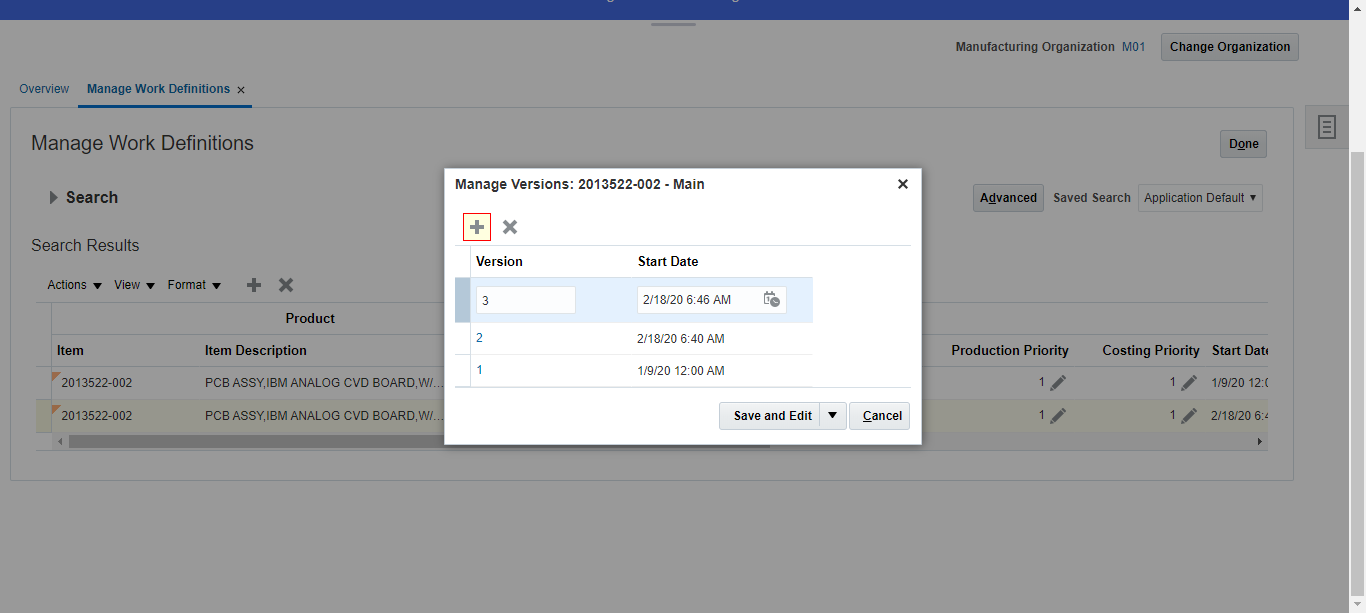 Manufacturing Organization M01 Change Organization
Overview Manage Work Definitions ×
Manage Work Definitions
Done
Search
Advanced Saved Search Application Default
Search Results
Actions View Format
Product
Item Item Description Production Priority Costing Priority Start Date
2013522-002 PCB ASSY,IBM ANALOG CVD BOARD,W/... 1 1 1/9/20 12:0
2013522-002 PCB ASSY,IBM ANALOG CVD BOARD,W/... 1 1 2/18/20 6:4
Manage Versions: 2013522-002 - Main
Version Start Date
3 2/18/20 6:46 AM
2 2/18/20 6:40 AM
1 1/9/20 12:00 AM
Save and Edit Cancel